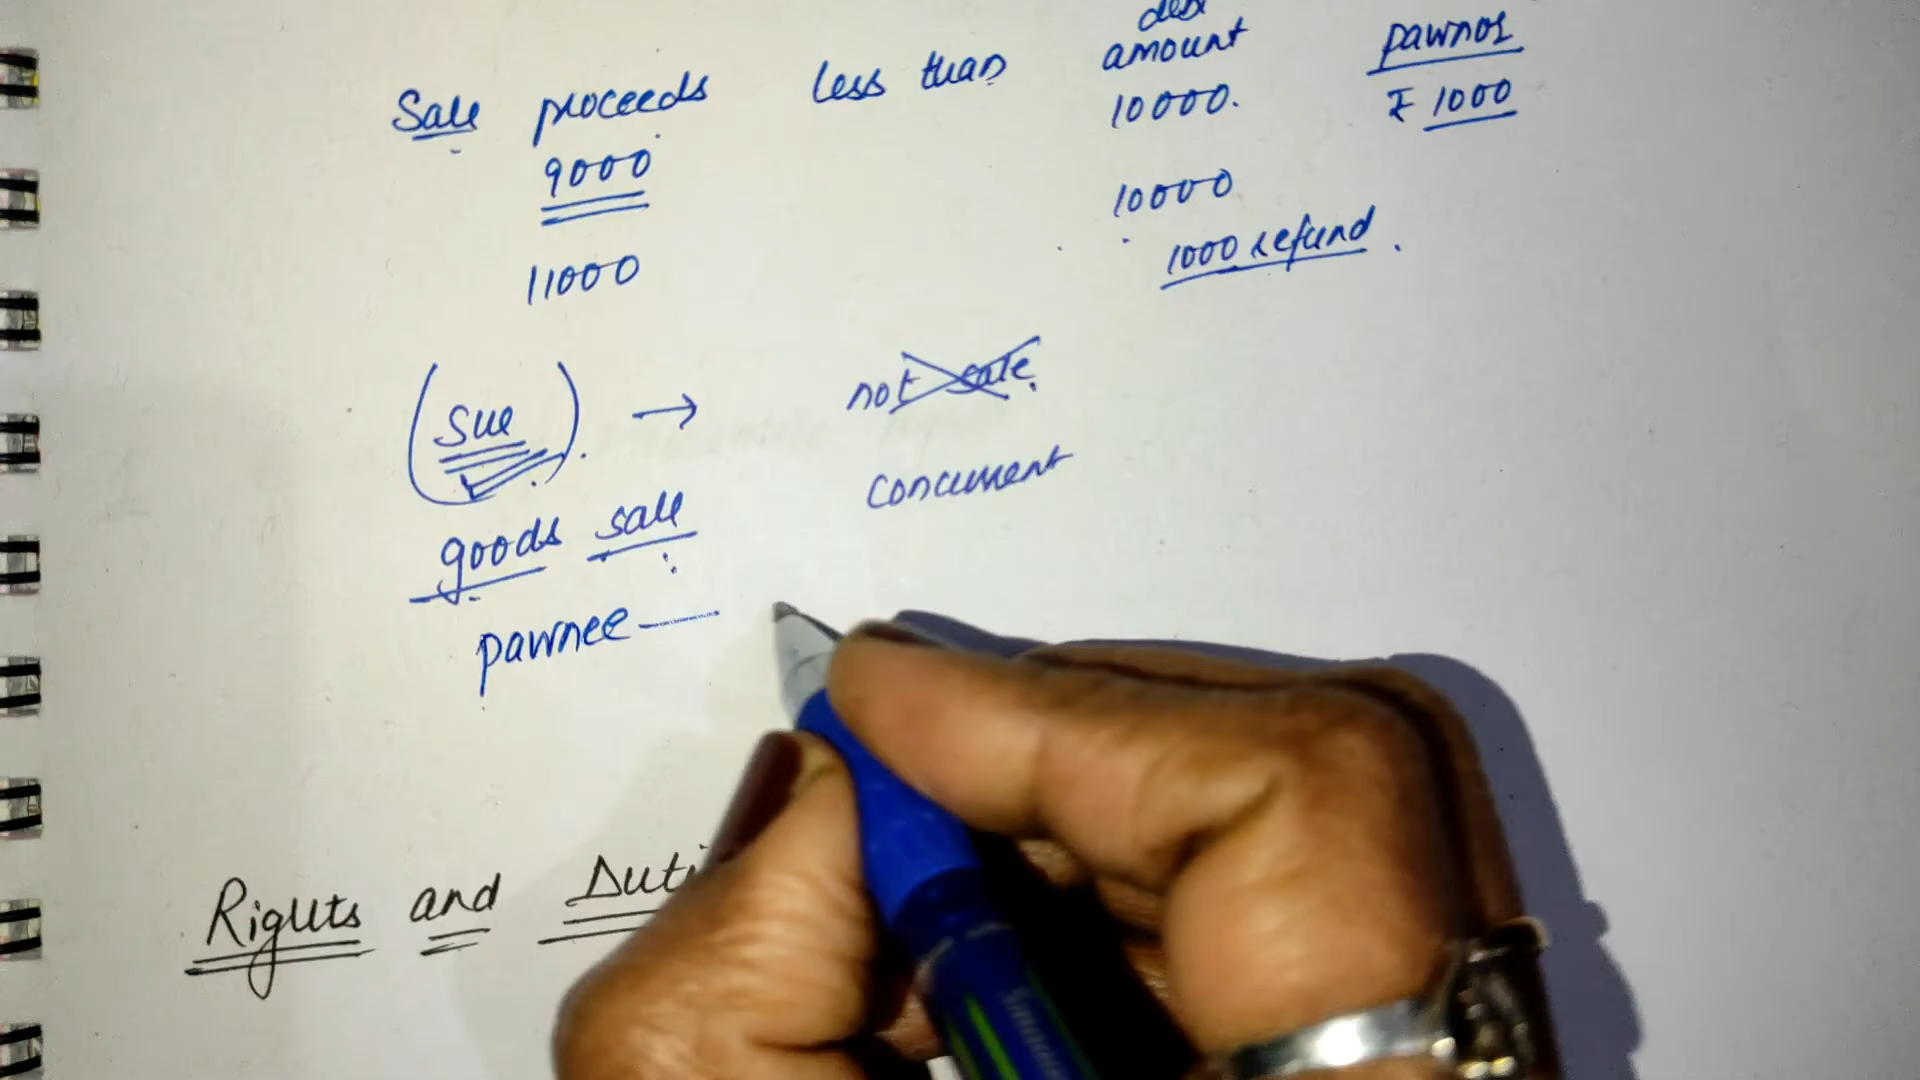 debt
Sale proceeds less than amount pawnor
9000 10000. ₹ 1000
11000 10000
1000 refund.
(sue) → not sale.
goods sale concurrent
pawnee —
Rights and Duti